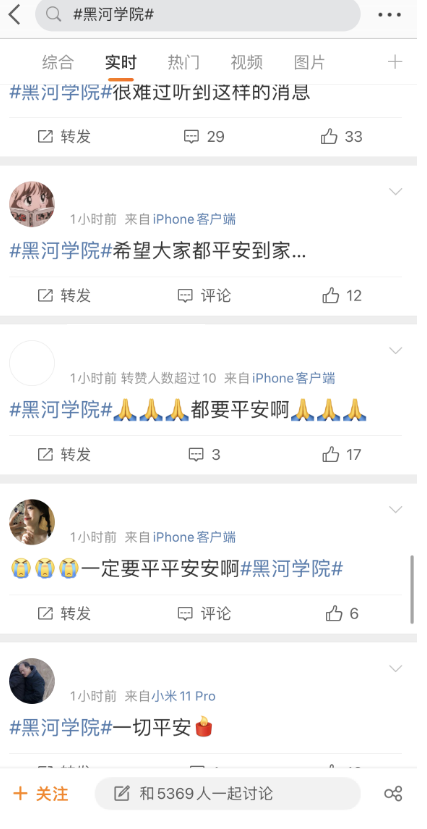 #黑河学院#
综合 实时 热门 视频 图片
#黑河学院#很难过听到这样的消息
转发 29 33
1小时前 来自iPhone客户端
#黑河学院#希望大家都平安到家...
转发 评论 12
1小时前 转赞人数超过10 来自iPhone客户端
#黑河学院#🙏🙏🙏都要平安啊🙏🙏🙏
转发 3 17
1小时前 来自iPhone客户端
😭😭😭一定要平平安安啊#黑河学院#
转发 评论 6
1小时前 来自小米11 Pro
#黑河学院#一切平安🕯
+ 关注 和5369人一起讨论